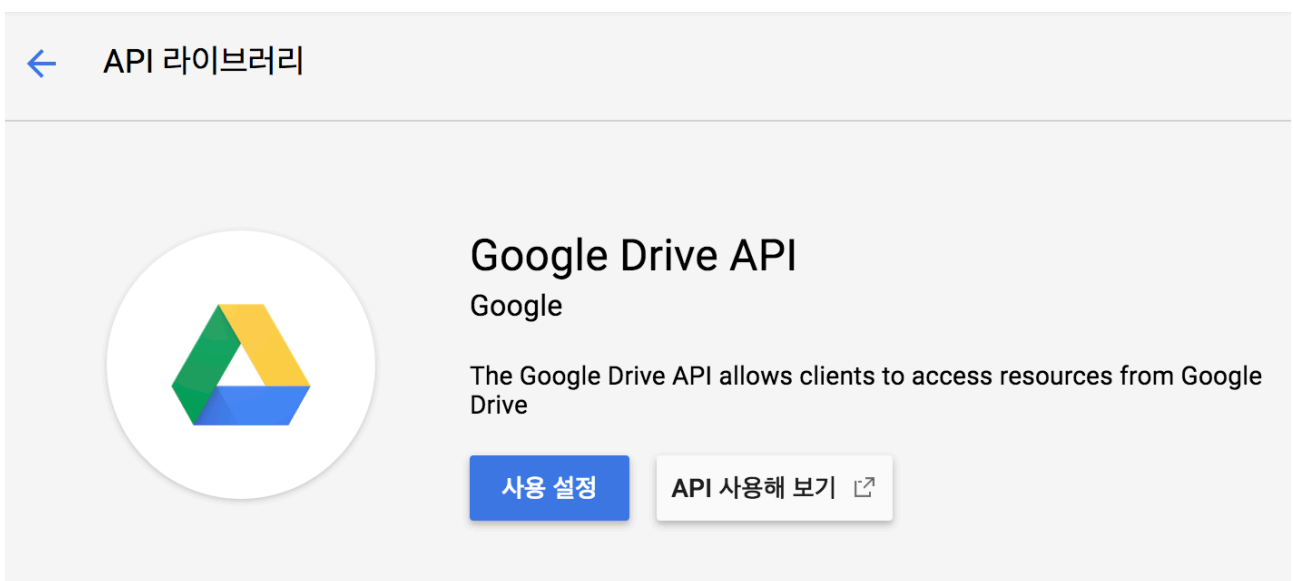 API 라이브러리
Google Drive API
Google
The Google Drive API allows clients to access resources from Google
Drive
사용 설정
API 사용해 보기